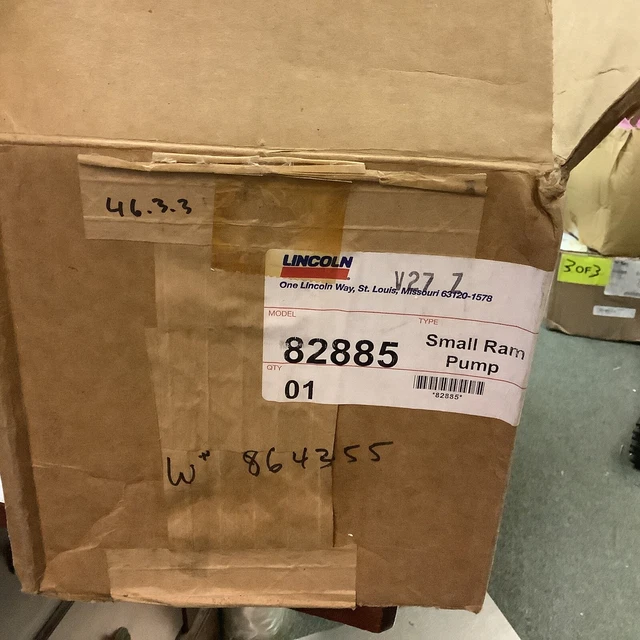 46.3.3
LINCOLN
V27 7
One Lincoln Way, St. Louis, Missouri 63120-1578
MODEL
TYPE
82885
Small Ram
Pump
QTY
01
*82885*
W# 864355
3 OF 3